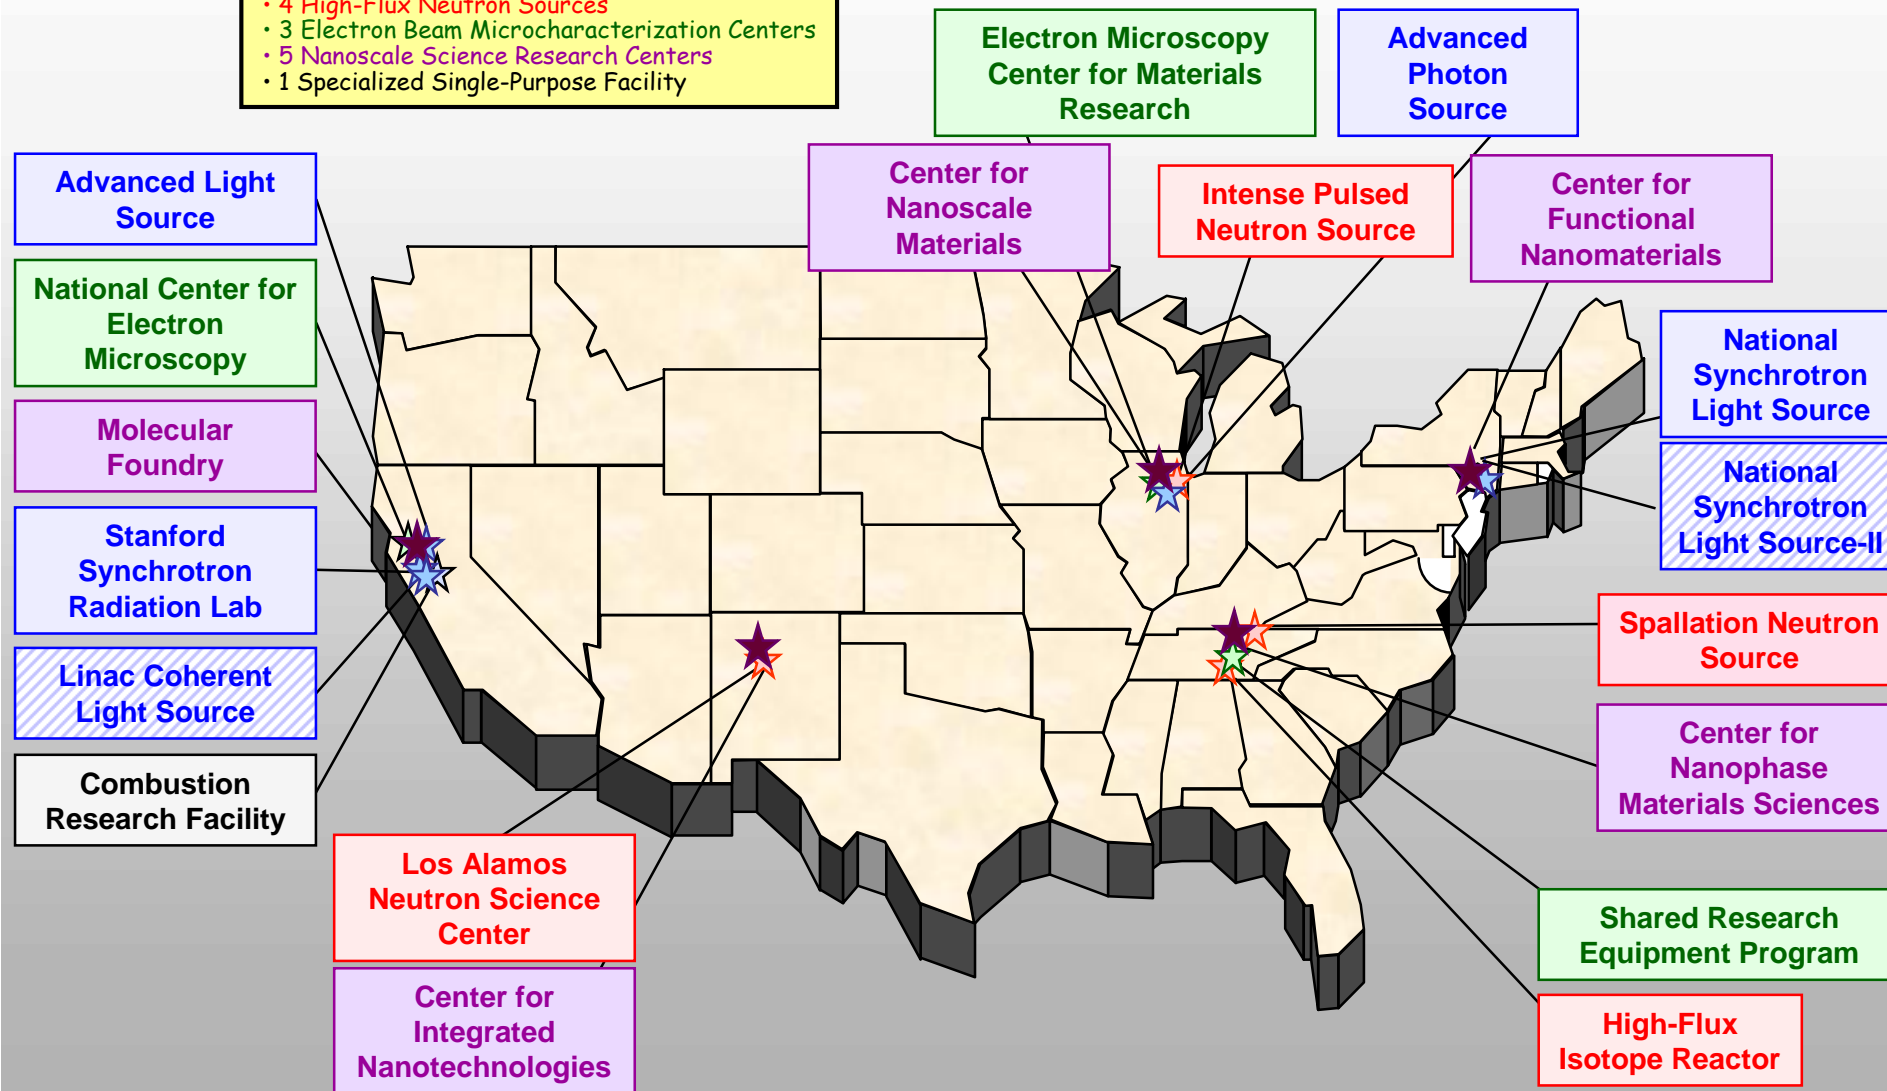 • 4 High-Flux Neutron Sources
• 3 Electron Beam Microcharacterization Centers
• 5 Nanoscale Science Research Centers
• 1 Specialized Single-Purpose Facility
Electron Microscopy
Center for Materials
Research
Advanced
Photon
Source
Center for
Nanoscale
Materials
Intense Pulsed
Neutron Source
Center for
Functional
Nanomaterials
Advanced Light
Source
National Center for
Electron
Microscopy
Molecular
Foundry
Stanford
Synchrotron
Radiation Lab
Linac Coherent
Light Source
Combustion
Research Facility
National
Synchrotron
Light Source
National
Synchrotron
Light Source-II
Spallation Neutron
Source
Center for
Nanophase
Materials Sciences
Shared Research
Equipment Program
High-Flux
Isotope Reactor
Los Alamos
Neutron Science
Center
Center for
Integrated
Nanotechnologies